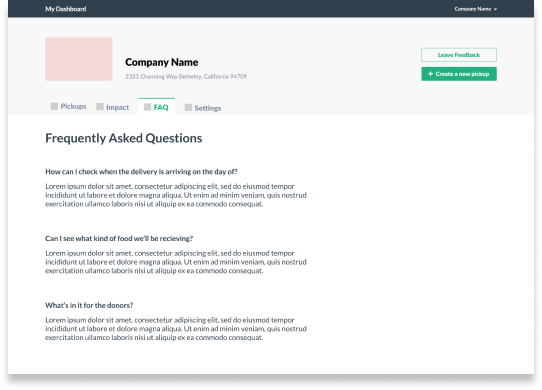 My Dashboard
Company Name
Company Name
2333 Channing Way Berkeley, California 94709
Leave Feedback
+ Create a new pickup
Pickups
Impact
FAQ
Settings
Frequently Asked Questions
How can I check when the delivery is arriving on the day of?
Lorem ipsum dolor sit amet, consectetur adipiscing elit, sed do eiusmod tempor
incididunt ut labore et dolore magna aliqua. Ut enim ad minim veniam, quis nostrud
exercitation ullamco laboris nisi ut aliquip ex ea commodo consequat.
Can I see what kind of food we'll be recieving?
Lorem ipsum dolor sit amet, consectetur adipiscing elit, sed do eiusmod tempor
incididunt ut labore et dolore magna aliqua. Ut enim ad minim veniam, quis nostrud
exercitation ullamco laboris nisi ut aliquip ex ea commodo consequat.
What's in it for the donors?
Lorem ipsum dolor sit amet, consectetur adipiscing elit, sed do eiusmod tempor
incididunt ut labore et dolore magna aliqua. Ut enim ad minim veniam, quis nostrud
exercitation ullamco laboris nisi ut aliquip ex ea commodo consequat.